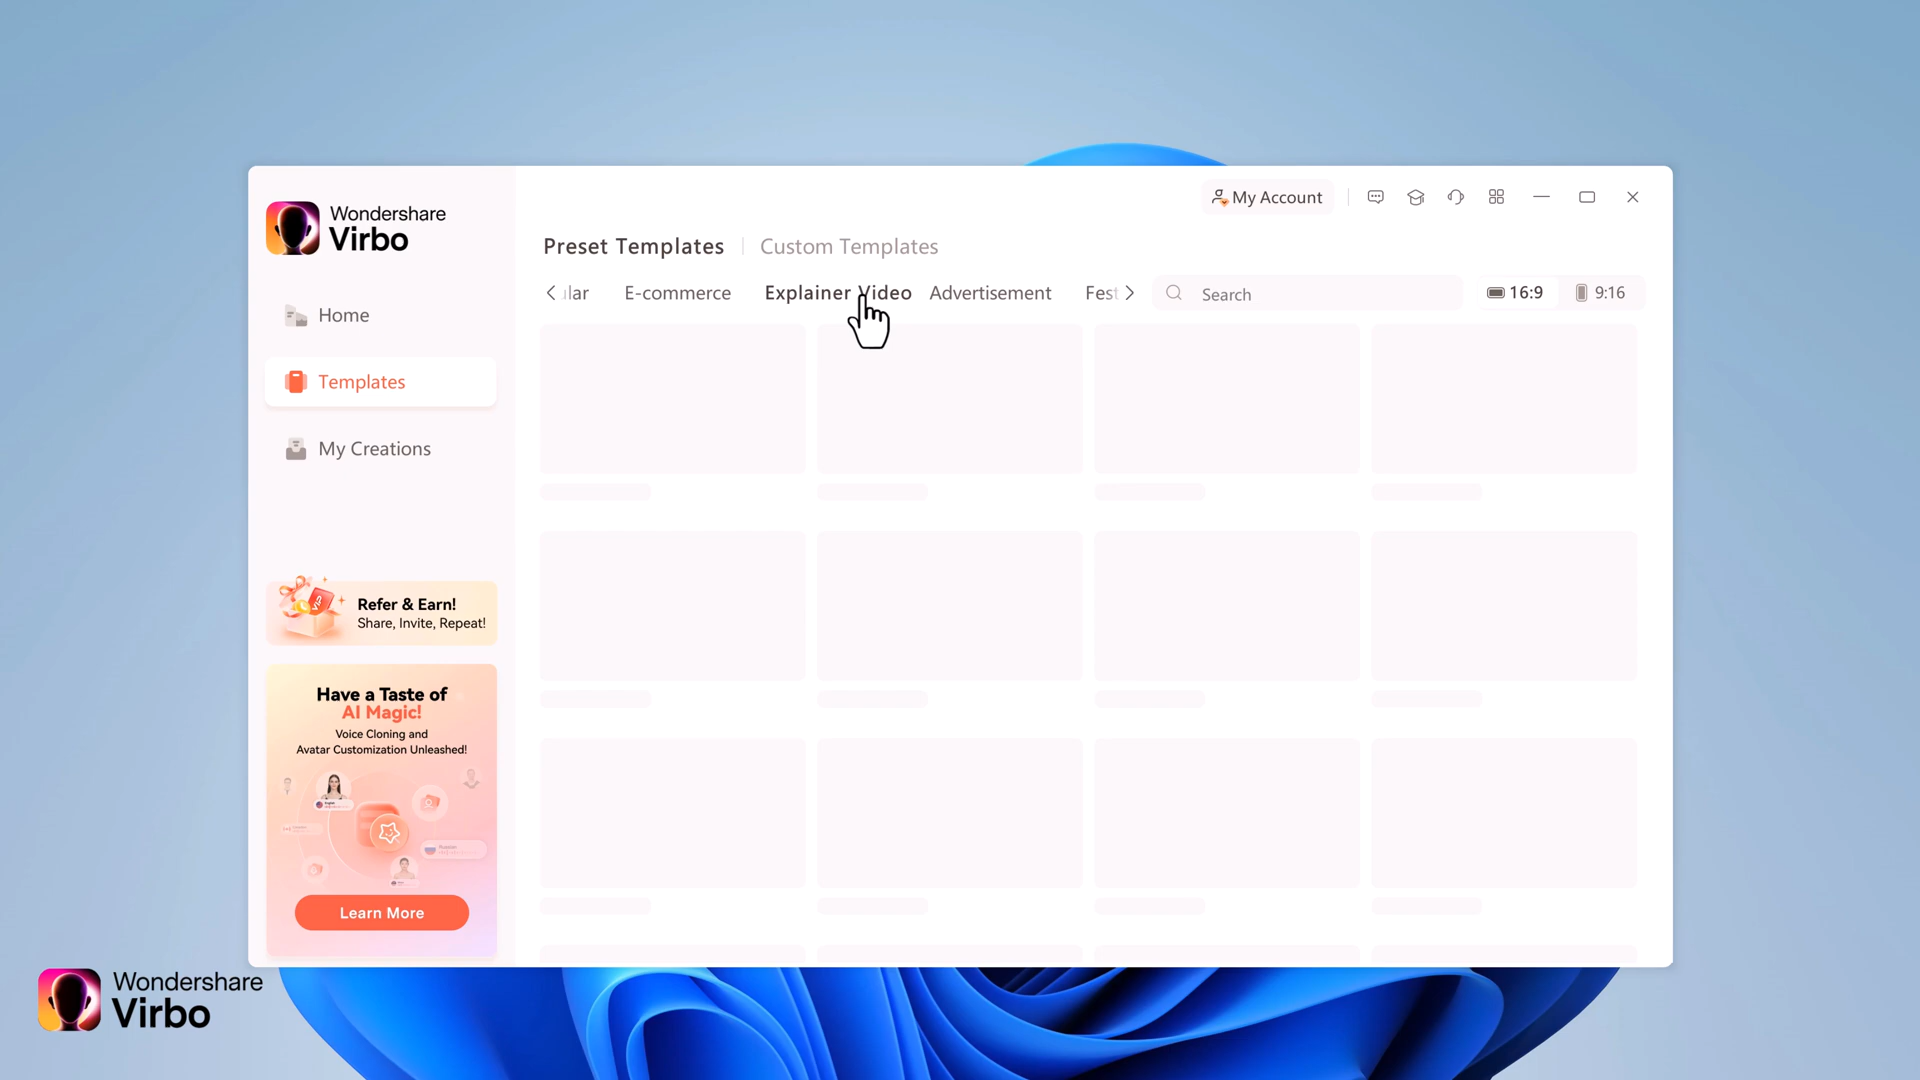 Wondershare
Virbo
My Account
Preset Templates
Custom Templates
lar
E-commerce
Explainer Video
Advertisement
Fest
Search
16:9
9:16
Home
Templates
My Creations
VIP
Refer & Earn!
Share, Invite, Repeat!
Have a Taste of
AI Magic!
Voice Cloning and
Avatar Customization Unleashed!
Learn More
Wondershare
Virbo